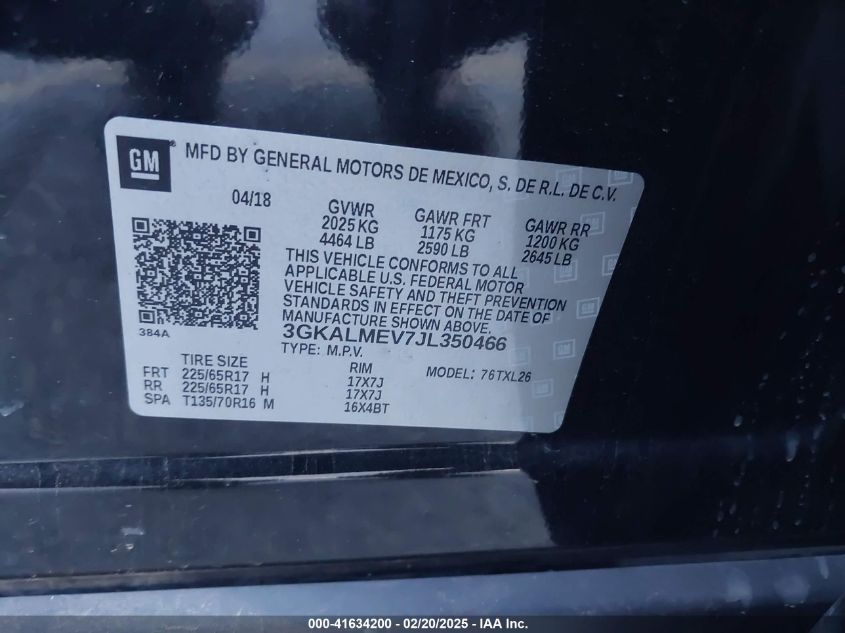 GM
MFD BY GENERAL MOTORS DE MEXICO, S. DE R.L. DE C.V.
04/18
GVWR GAWR FRT GAWR RR
2025 KG 1175 KG 1200 KG
4464 LB 2590 LB 2645 LB
THIS VEHICLE CONFORMS TO ALL
APPLICABLE U.S. FEDERAL MOTOR
VEHICLE SAFETY AND THEFT PREVENTION
STANDARDS IN EFFECT ON THE DATE OF
MANUFACTURE SHOWN ABOVE.
384A
3GKALMEV7JL350466
TYPE: M.P.V. MODEL: 76TXL26
TIRE SIZE RIM
FRT 225/65R17 H 17X7J
RR 225/65R17 H 17X7J
SPA T135/70R16 M 16X4BT
000-41634200 - 02/20/2025 - IAAI Inc.